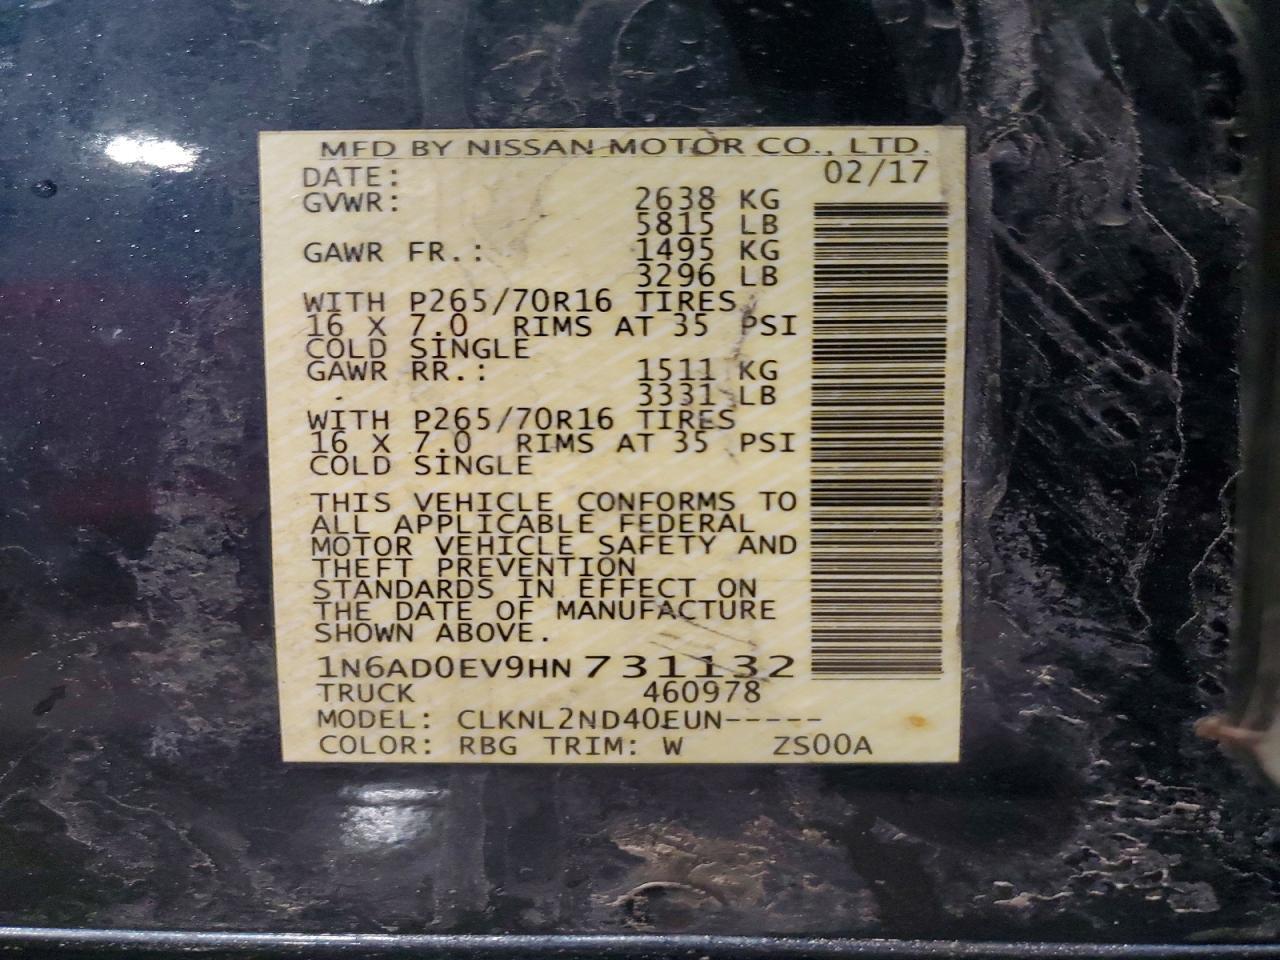 MFD BY NISSAN MOTOR CO., LTD.
DATE: 02/17
GVWR: 2638 KG
5815 LB
GAWR FR.: 1495 KG
3296 LB
WITH P265/70R16 TIRES
16 X 7.0 RIMS AT 35 PSI
COLD SINGLE
GAWR RR.: 1511 KG
3331 LB
WITH P265/70R16 TIRES
16 X 7.0 RIMS AT 35 PSI
COLD SINGLE
THIS VEHICLE CONFORMS TO
ALL APPLICABLE FEDERAL
MOTOR VEHICLE SAFETY AND
THEFT PREVENTION
STANDARDS IN EFFECT ON
THE DATE OF MANUFACTURE
SHOWN ABOVE.
1N6AD0EV9HN731132
TRUCK 460978
MODEL: CLKNL2ND40EUN-----
COLOR: RBG TRIM: W ZS00A